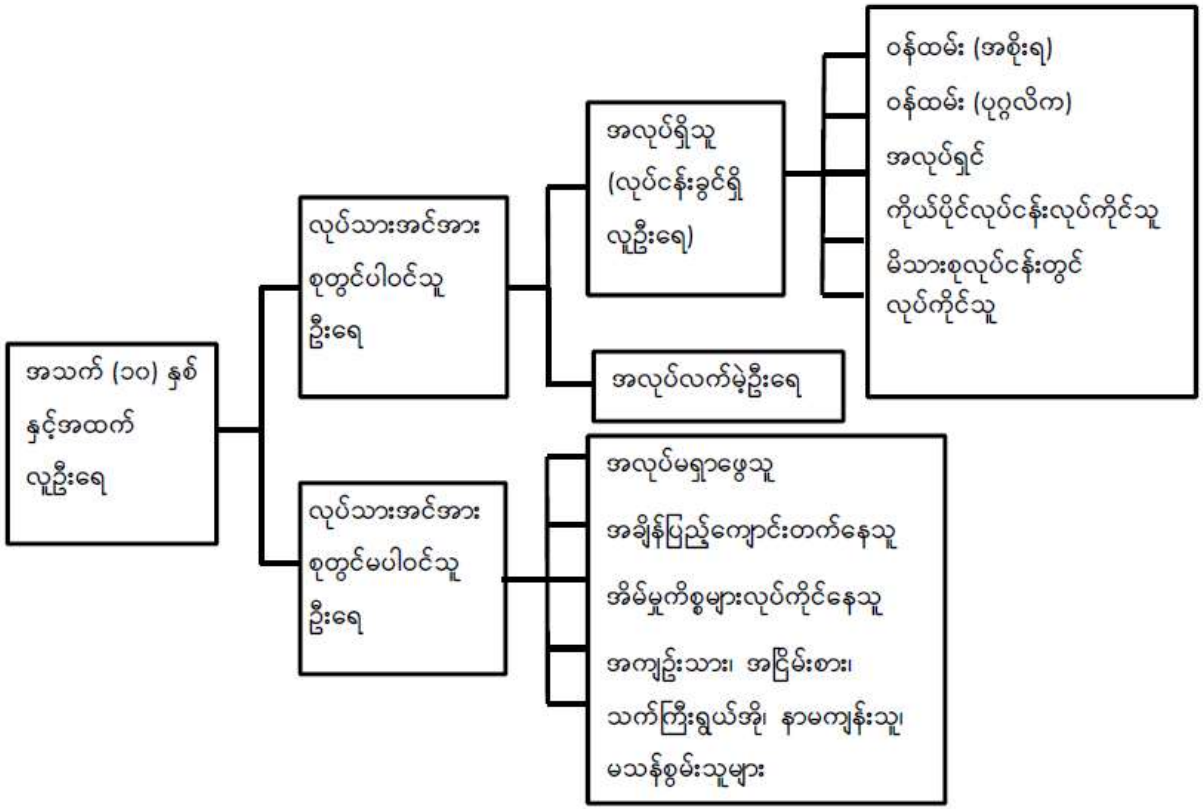 အသက် (၁၀) နှစ်
နှင့်အထက်
လူဦးရေ
လုပ်သားအင်အား
စုတွင်ပါဝင်သူ
ဦးရေ
အလုပ်ရှိသူ
(လုပ်ငန်းခွင်ရှိ
လူဦးရေ)
ဝန်ထမ်း (အစိုးရ)
ဝန်ထမ်း (ပုဂ္ဂလိက)
အလုပ်ရှင်
ကိုယ်ပိုင်လုပ်ငန်းလုပ်ကိုင်သူ
မိသားစုလုပ်ငန်းတွင်
လုပ်ကိုင်သူ
အလုပ်လက်မဲ့ဦးရေ
လုပ်သားအင်အား
စုတွင်မပါဝင်သူ
ဦးရေ
အလုပ်မရှာဖွေသူ
အချိန်ပြည့်ကျောင်းတက်နေသူ
အိမ်မှုကိစ္စများလုပ်ကိုင်နေသူ
အကျဥ်းသား၊ အငြိမ်းစား၊
သက်ကြီးရွယ်အို၊ နာမကျန်းသူ၊
မသန်စွမ်းသူများ